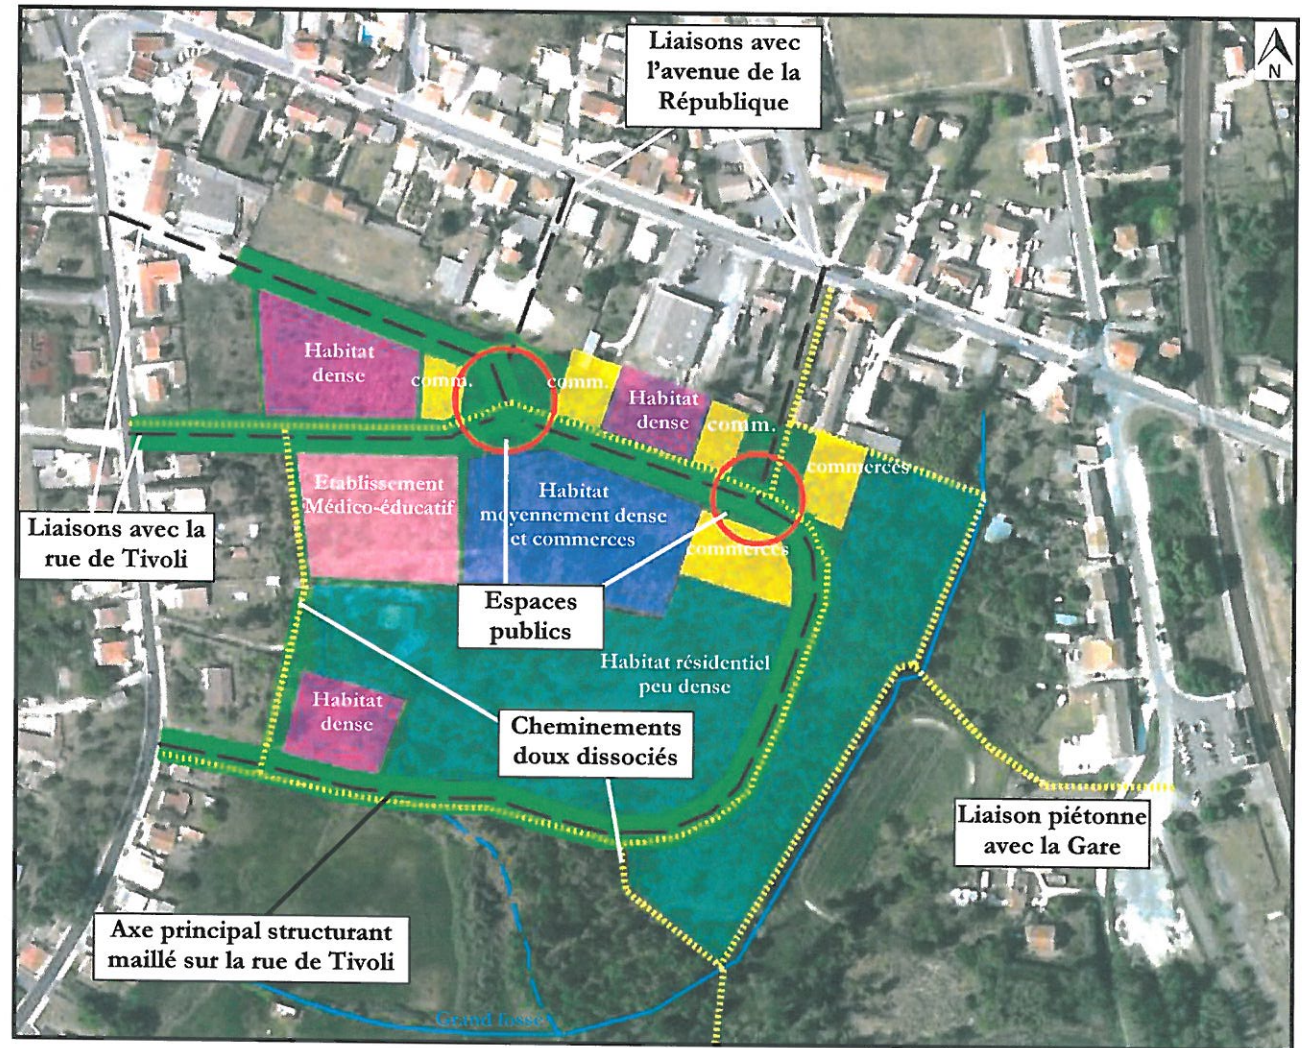 Liaisons avec
l'avenue de la
République
N
Habitat
dense
comm.
comm.
Habitat
dense
comm.
commerces
Etablissement
Médico-éducatif
Habitat
moyennement dense
et commerces
commerces
Liaisons avec la
rue de Tivoli
Espaces
publics
Habitat résidentiel
peu dense
Habitat
dense
Cheminements
doux dissociés
Liaison piétonne
avec la Gare
Axe principal structurant
maillé sur la rue de Tivoli
Grand fosse